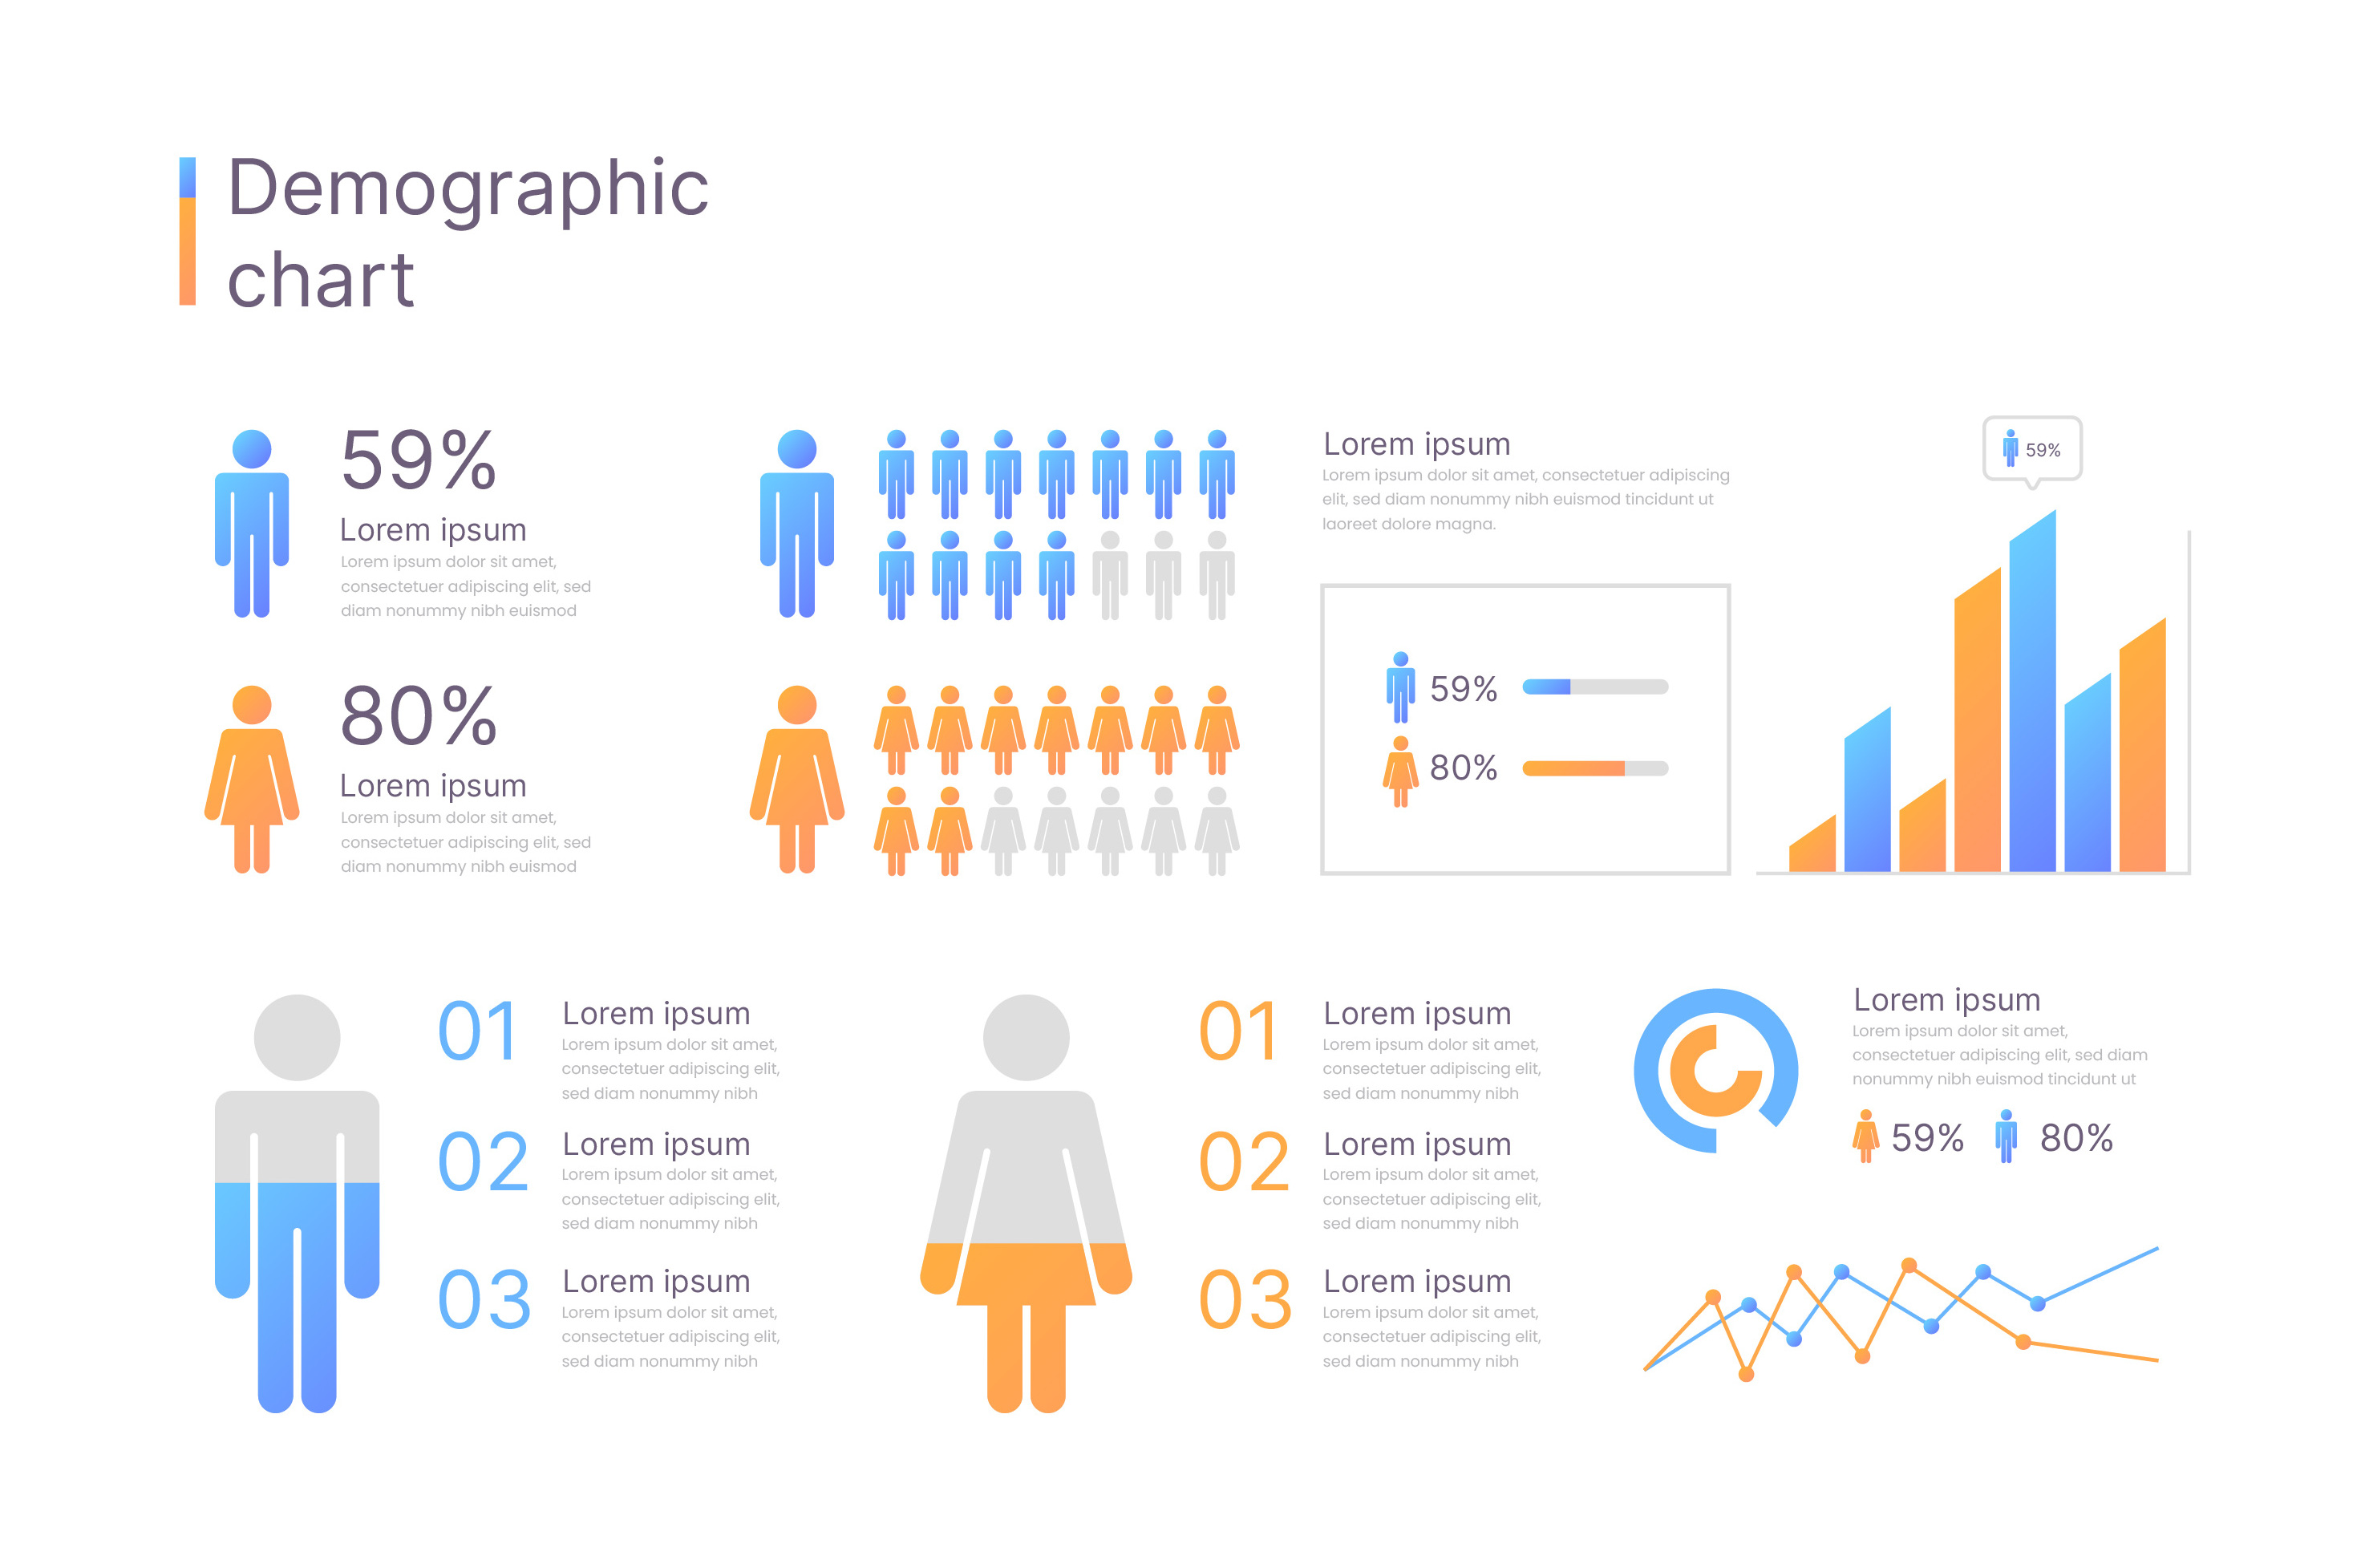 Demographic
chart
59%
Lorem ipsum
Lorem ipsum dolor sit amet,
consectetuer adipiscing elit, sed
diam nonummy nibh euismod
80%
Lorem ipsum
Lorem ipsum dolor sit amet,
consectetuer adipiscing elit, sed
diam nonummy nibh euismod
Lorem ipsum
Lorem ipsum dolor sit amet, consectetuer adipiscing
elit, sed diam nonummy nibh euismod tincidunt ut
laoreet dolore magna.
59%
80%
59%
01
Lorem ipsum
Lorem ipsum dolor sit amet,
consectetuer adipiscing elit,
sed diam nonummy nibh
02
Lorem ipsum
Lorem ipsum dolor sit amet,
consectetuer adipiscing elit,
sed diam nonummy nibh
03
Lorem ipsum
Lorem ipsum dolor sit amet,
consectetuer adipiscing elit,
sed diam nonummy nibh
01
Lorem ipsum
Lorem ipsum dolor sit amet,
consectetuer adipiscing elit,
sed diam nonummy nibh
02
Lorem ipsum
Lorem ipsum dolor sit amet,
consectetuer adipiscing elit,
sed diam nonummy nibh
03
Lorem ipsum
Lorem ipsum dolor sit amet,
consectetuer adipiscing elit,
sed diam nonummy nibh
Lorem ipsum
Lorem ipsum dolor sit amet,
consectetuer adipiscing elit, sed diam
nonummy nibh euismod tincidunt ut
59% 80%